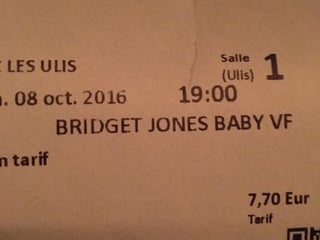 LES ULIS
Salle
(Ulis) 1
. 08 oct. 2016 19:00
BRIDGET JONES BABY VF
n tarif
7,70 Eur
Tarif